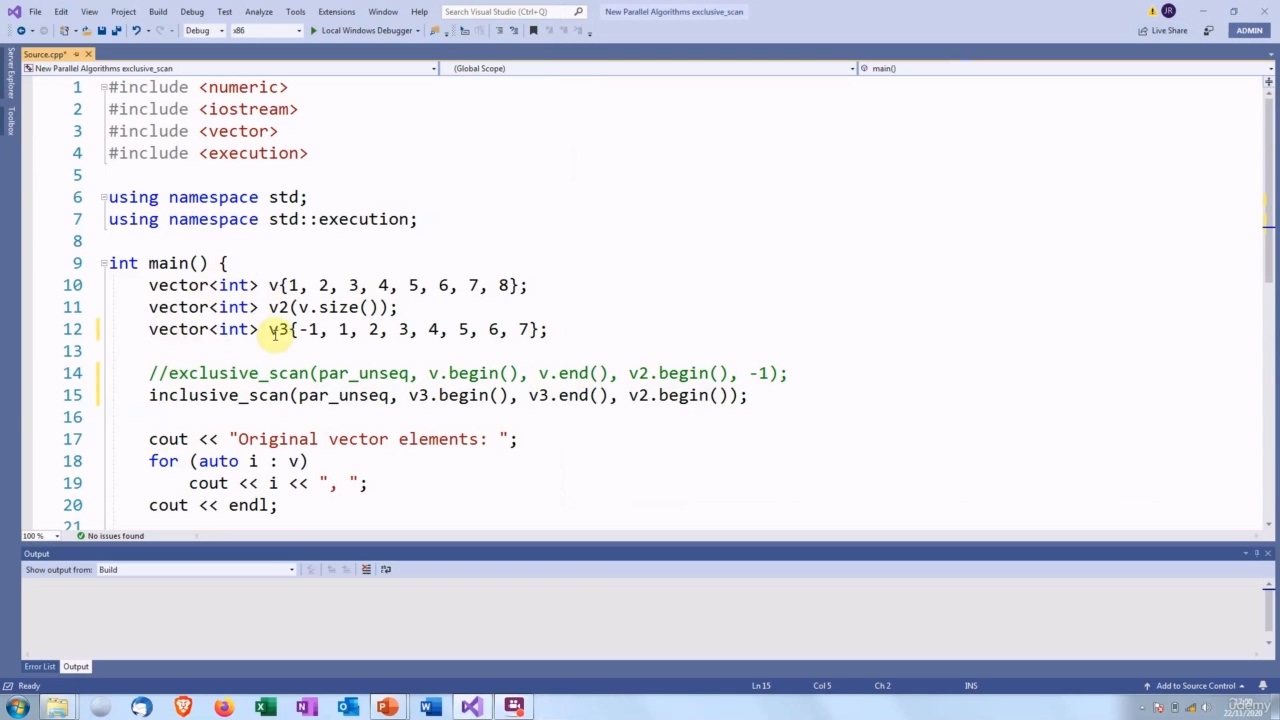 File Edit View Project Build Debug Test Analyze Tools Extensions Window Help Search Visual Studio (Ctrl+Q) New Parallel Algorithms exclusive_scan JR
Debug x86 Local Windows Debugger Live Share ADMIN
Source.cpp*
New Parallel Algorithms exclusive_scan (Global Scope) main()
Server Explorer
Toolbox
1 #include <numeric>
2 #include <iostream>
3 #include <vector>
4 #include <execution>
5
6 using namespace std;
7 using namespace std::execution;
8
9 int main() {
10 vector<int> v{1, 2, 3, 4, 5, 6, 7, 8};
11 vector<int> v2(v.size());
12 vector<int> v3{-1, 1, 2, 3, 4, 5, 6, 7};
13
14 //exclusive_scan(par_unseq, v.begin(), v.end(), v2.begin(), -1);
15 inclusive_scan(par_unseq, v3.begin(), v3.end(), v2.begin());
16
17 cout << "Original vector elements: ";
18 for (auto i : v)
19 cout << i << ", ";
20 cout << endl;
21
100 % No issues found
Output
Show output from: Build
Error List Output
Ready Ln 15 Col 5 Ch 2 INS Add to Source Control
udemy
22/11/2020